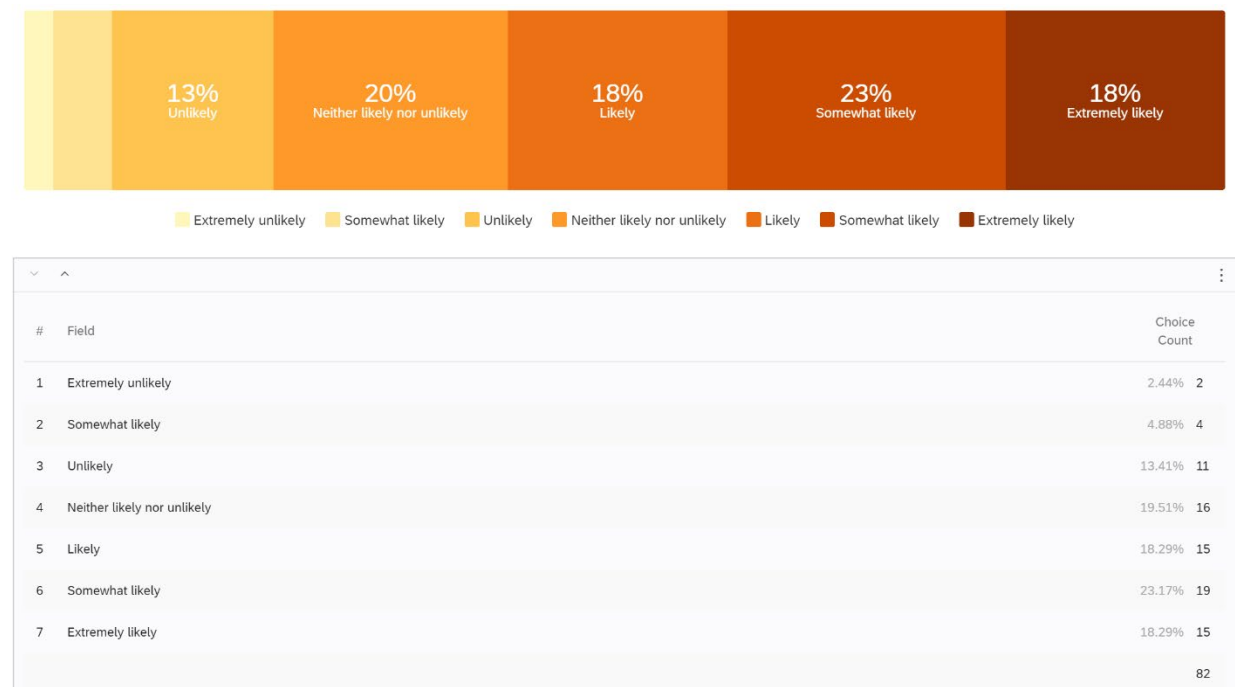 13% 20% 18% 23% 18%
Unlikely Neither likely nor unlikely Likely Somewhat likely Extremely likely
Extremely unlikely Somewhat likely Unlikely Neither likely nor unlikely Likely Somewhat likely Extremely likely
# Field Choice Count
1 Extremely unlikely 2.44% 2
2 Somewhat likely 4.88% 4
3 Unlikely 13.41% 11
4 Neither likely nor unlikely 19.51% 16
5 Likely 18.29% 15
6 Somewhat likely 23.17% 19
7 Extremely likely 18.29% 15
82